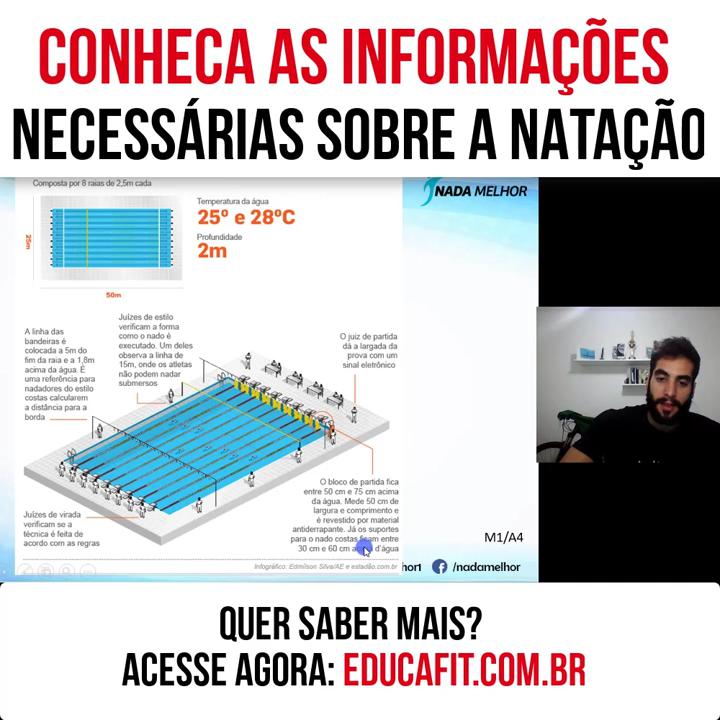 CONHECA AS INFORMAÇÕES
NECESSÁRIAS SOBRE A NATAÇÃO
Composta por 8 raias de 2,5m cada
NADA MELHOR
Temperatura da água
25º e 28ºC
Profundidade
2m
25m
50m
A linha das
bandeiras é
colocada a 5m do
fim da raia e a 1,8m
acima da água. É
uma referência para
nadadores do estilo
costas calcularem
a distância para a
borda
Juízes de estilo
verificam a forma
como o nado é
executado. Um deles
observa a linha de
15m, onde os atletas
não podem nadar
submersos
O juiz de partida
dá a largada da
prova com um
sinal eletrônico
O bloco de partida fica
entre 50 cm e 75 cm acima
da água. Mede 50 cm de
largura e comprimento e
é revestido por material
antiderrapante. Já os suportes
para o nado costas ficam entre
30 cm e 60 cm d'água
Juízes de virada
verificam se a
técnica é feita de
acordo com as regras
M1/A4
Infográfico: Edmilson Silva/AE e estadão.com.br
hort
/nadamelhor
QUER SABER MAIS?
ACESSE AGORA: EDUCAFIT.COM.BR